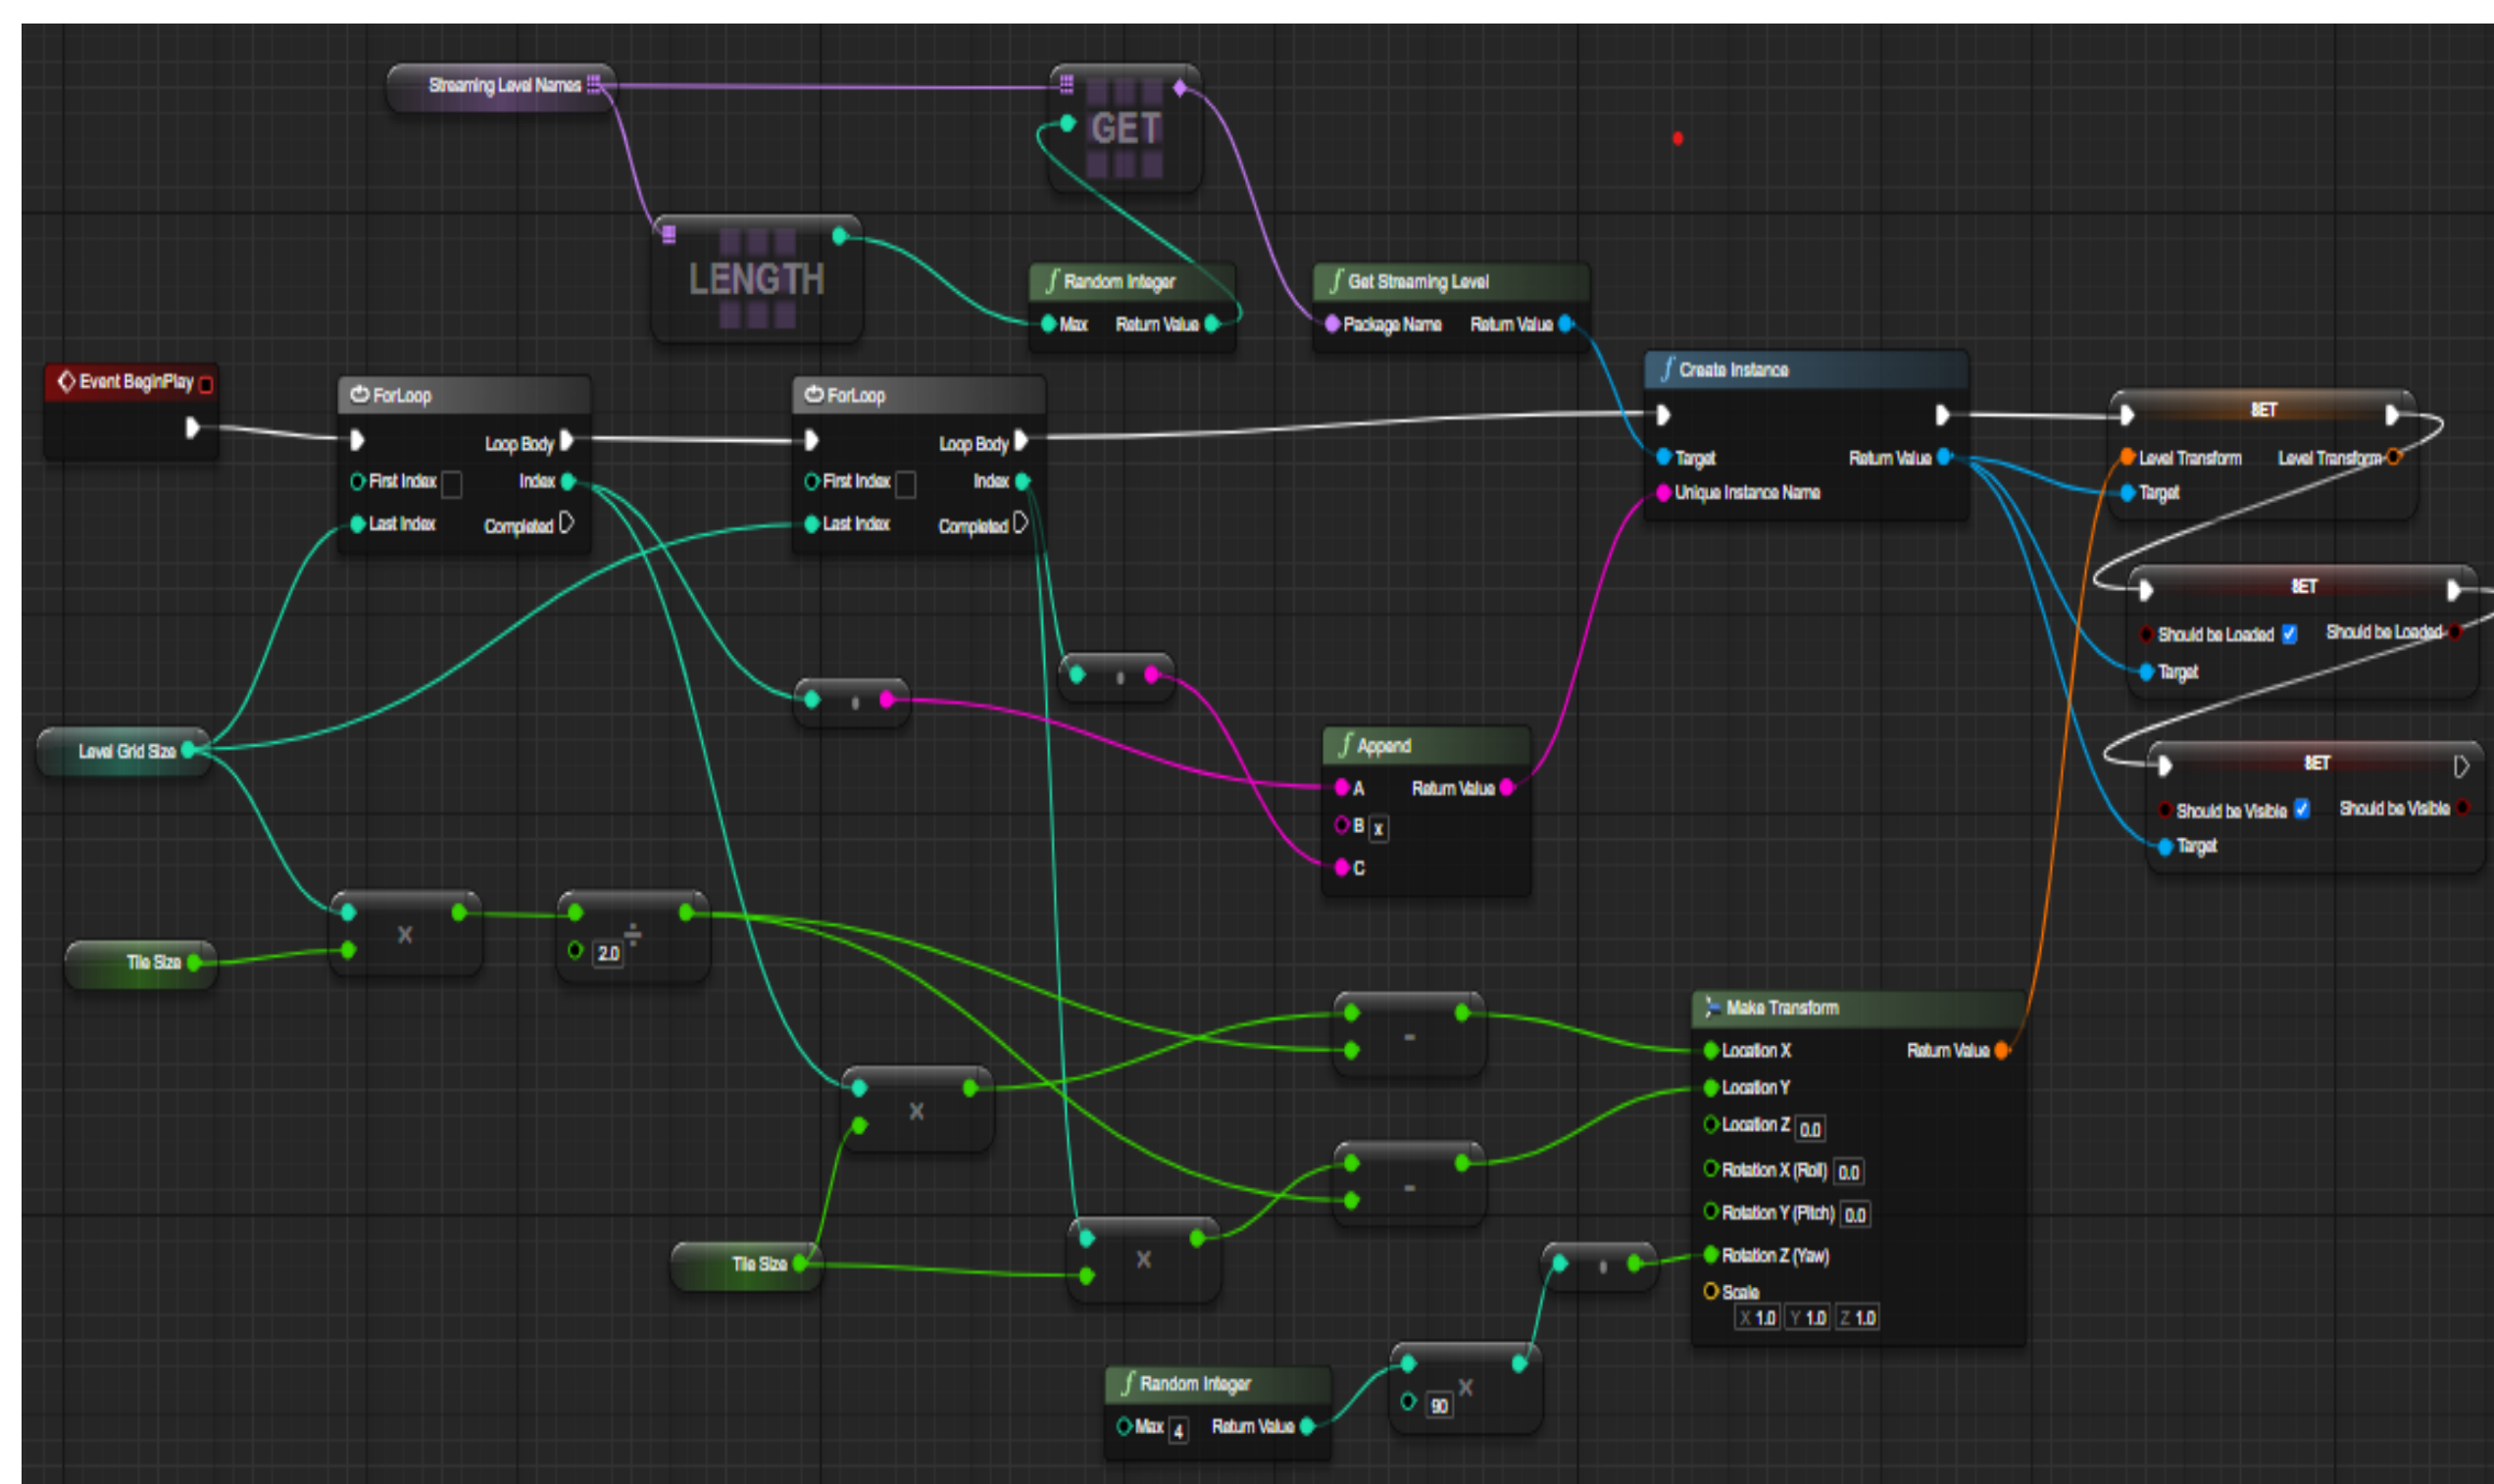 Streaming Level Names
GET
LENGTH
Random Integer
Max Return Value
Get Streaming Level
Package Name Return Value
Event BeginPlay
ForLoop
Loop Body
First Index Index
Last Index Completed
ForLoop
Loop Body
First Index Index
Last Index Completed
Create Instance
Target Return Value
Unique Instance Name
SET
Level Transform Level Transform
Target
SET
Should be Loaded Should be Loaded
Target
SET
Should be Visible Should be Visible
Target
Level Grid Size
Append
A Return Value
B x
C
Tile Size
x
÷
2.0
-
Make Transform
Location X Return Value
Location Y
Location Z 0.0
Rotation X (Roll) 0.0
Rotation Y (Pitch) 0.0
Rotation Z (Yaw)
Scale
X 1.0 Y 1.0 Z 1.0
x
-
Tile Size
x
Random Integer
Max 4 Return Value
x
90